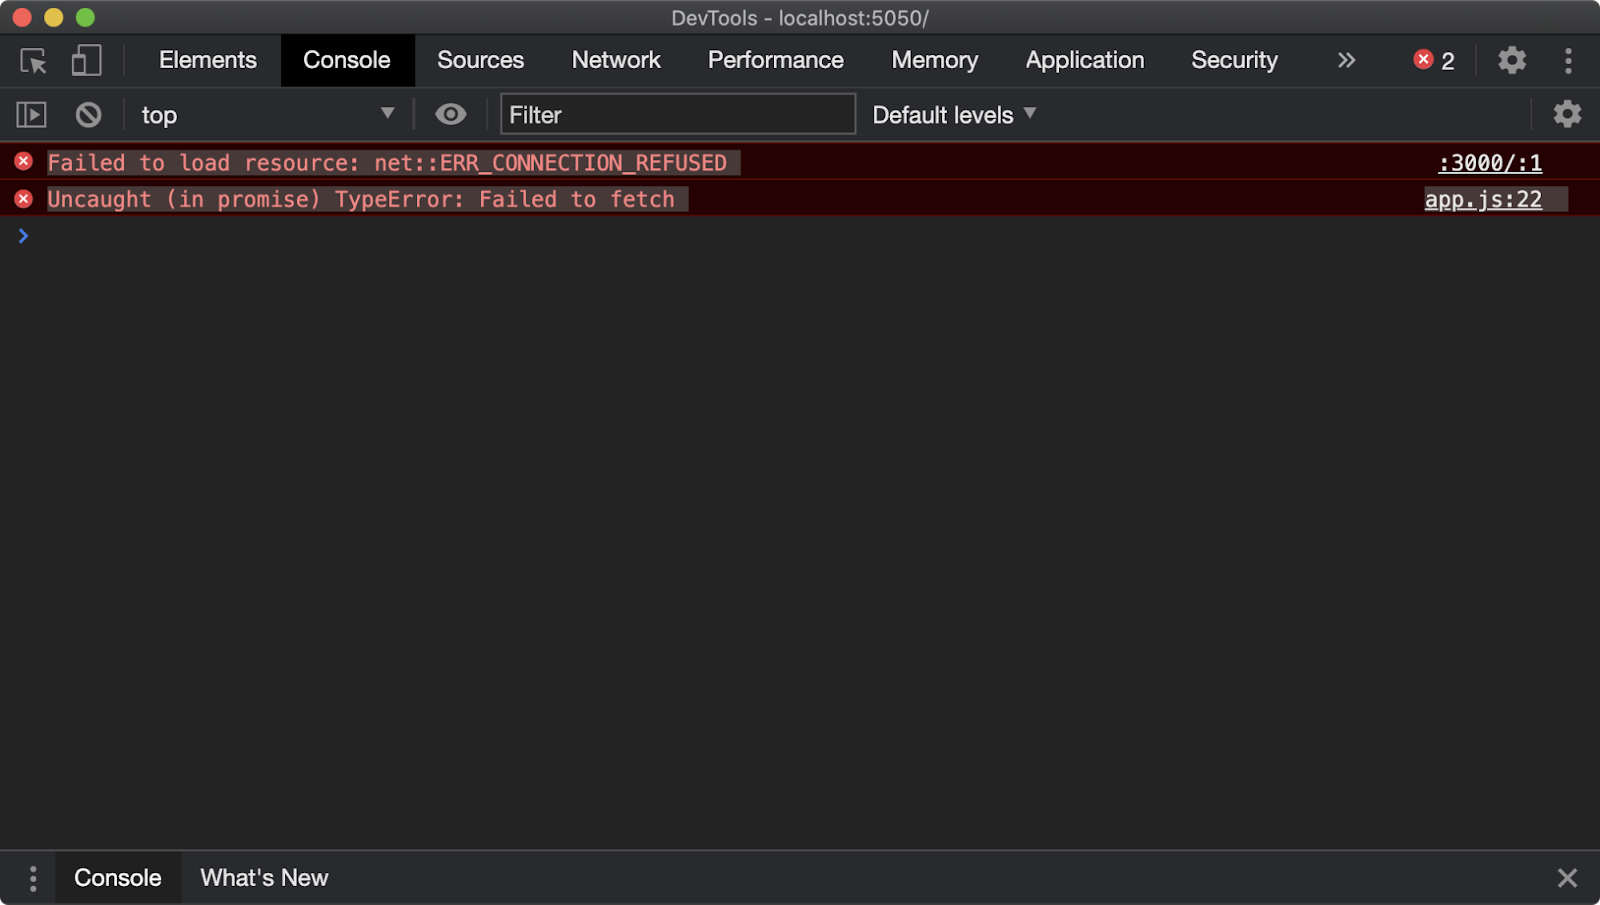 DevTools - localhost:5050/
Elements Console Sources Network Performance Memory Application Security » 2
top Filter Default levels
Failed to load resource: net::ERR_CONNECTION_REFUSED :3000/:1
Uncaught (in promise) TypeError: Failed to fetch app.js:22
Console What's New